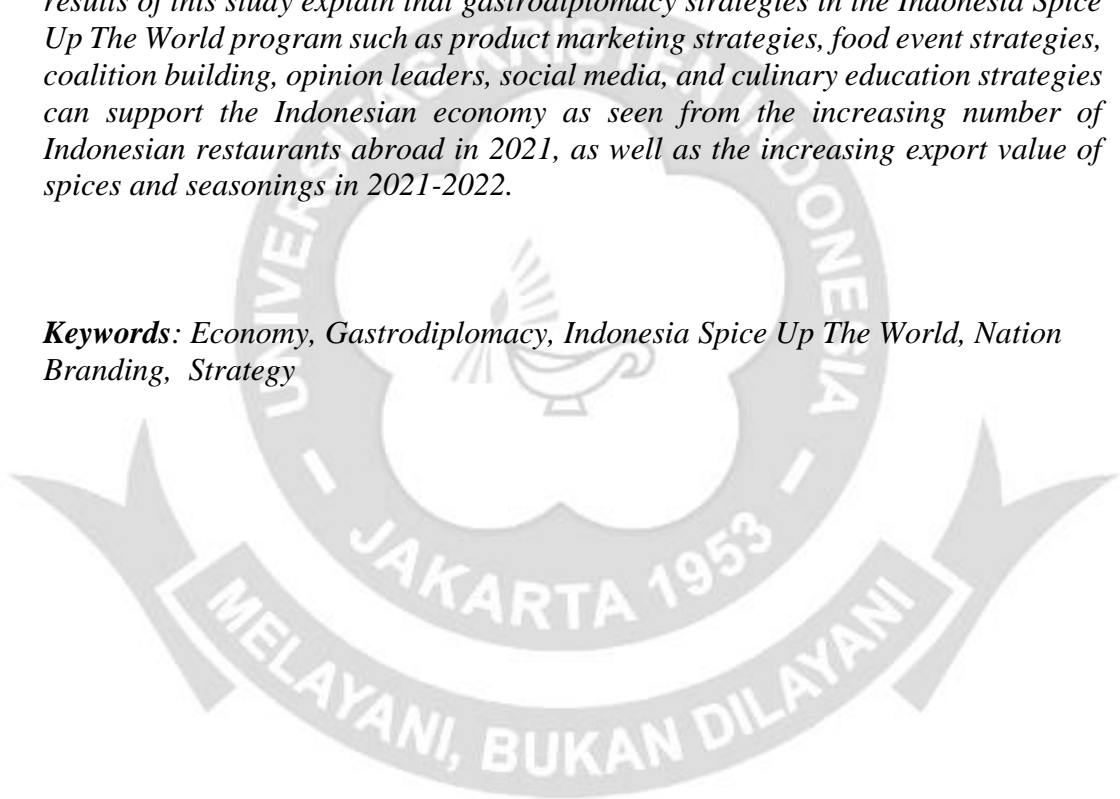 results of this study explain that gastrodiplomacy strategies in the Indonesia Spice
Up The World program such as product marketing strategies, food event strategies,
coalition building, opinion leaders, social media, and culinary education strategies
can support the Indonesian economy as seen from the increasing number of
Indonesian restaurants abroad in 2021, as well as the increasing export value of
spices and seasonings in 2021-2022.
Keywords: Economy, Gastrodiplomacy, Indonesia Spice Up The World, Nation
Branding, Strategy
UNIVERSITAS KRISTEN INDONESIA
JAKARTA 1953
MELAYANI, BUKAN DILAYANI